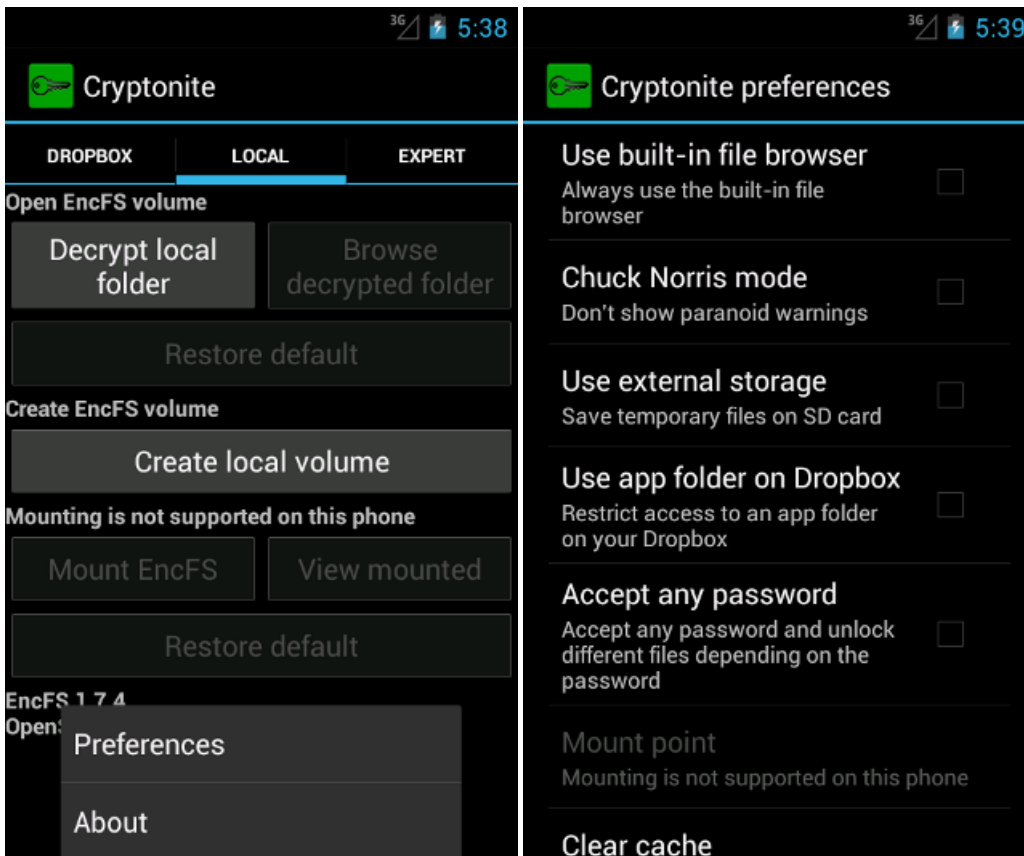 3G 5:38
Cryptonite
DROPBOX LOCAL EXPERT
Open EncFS volume
Decrypt local
folder
Browse
decrypted folder
Restore default
Create EncFS volume
Create local volume
Mounting is not supported on this phone
Mount EncFS View mounted
Restore default
EncFS 1.7.4
Preferences
About
3G 5:39
Cryptonite preferences
Use built-in file browser
Always use the built-in file
browser
Chuck Norris mode
Don't show paranoid warnings
Use external storage
Save temporary files on SD card
Use app folder on Dropbox
Restrict access to an app folder
on your Dropbox
Accept any password
Accept any password and unlock
different files depending on the
password
Mount point
Mounting is not supported on this phone
Clear cache